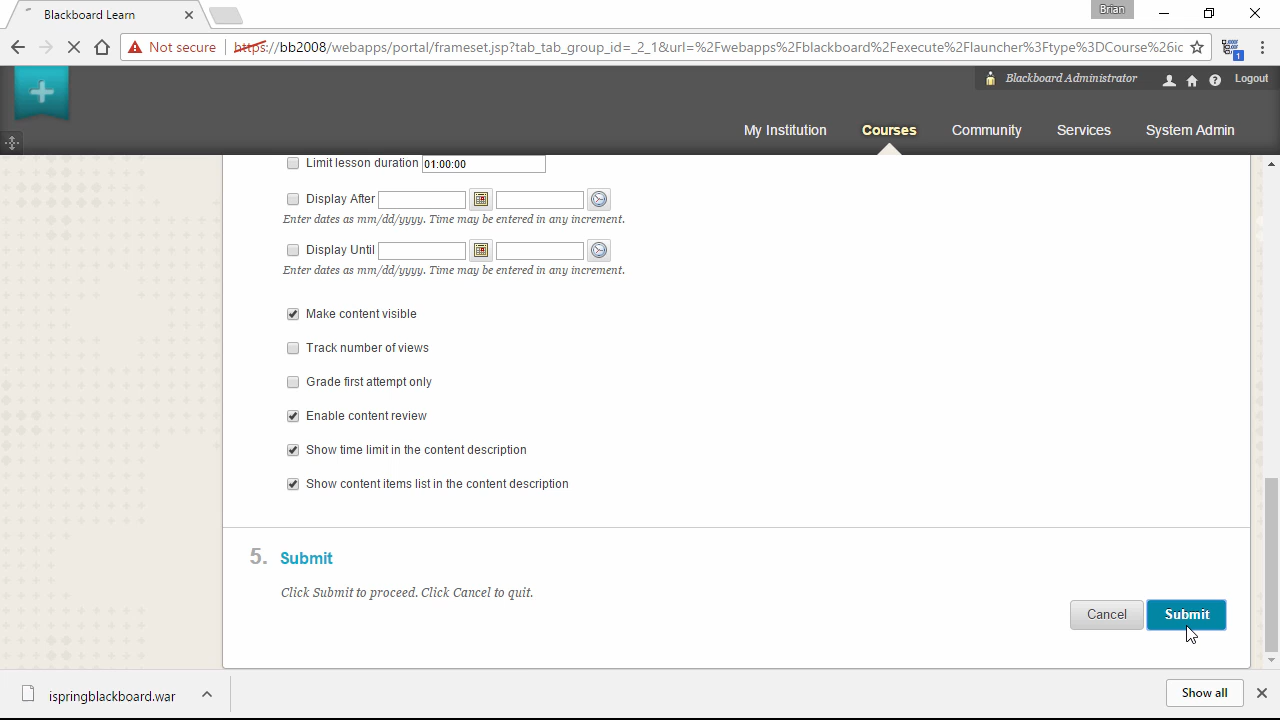 Blackboard Learn
Brian
Not secure
https://bb2008/webapps/portal/frameset.jsp?tab_tab_group_id=_2_1&url=%2Fwebapps%2Fblackboard%2Fexecute%2Flauncher%3Ftype%3DCourse%26ic
1
Blackboard Administrator
Logout
My Institution
Courses
Community
Services
System Admin
Limit lesson duration 01:00:00
Display After
Enter dates as mm/dd/yyyy. Time may be entered in any increment.
Display Until
Enter dates as mm/dd/yyyy. Time may be entered in any increment.
Make content visible
Track number of views
Grade first attempt only
Enable content review
Show time limit in the content description
Show content items list in the content description
5. Submit
Click Submit to proceed. Click Cancel to quit.
Cancel
Submit
ispringblackboard.war
Show all